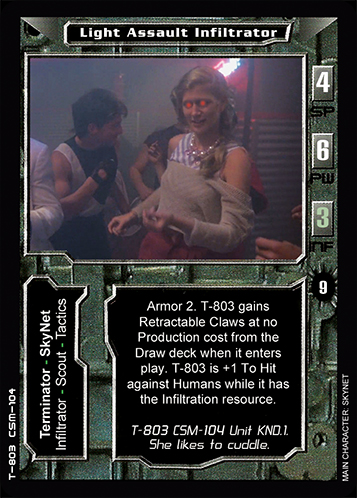 Light Assault Infiltrator
4
SP
6
PW
3
NF
9
Terminator - SkyNet
Infiltrator - Scout - Tactics
Armor 2. T-803 gains
Retractable Claws at no
Production cost from the
Draw deck when it enters
play. T-803 is +1 To Hit
against Humans while it has
the Infiltration resource.
T-803 CSM-104 Unit KND.1.
She likes to cuddle.
T-803 CSM-104
MAIN CHARACTER: SKYNET